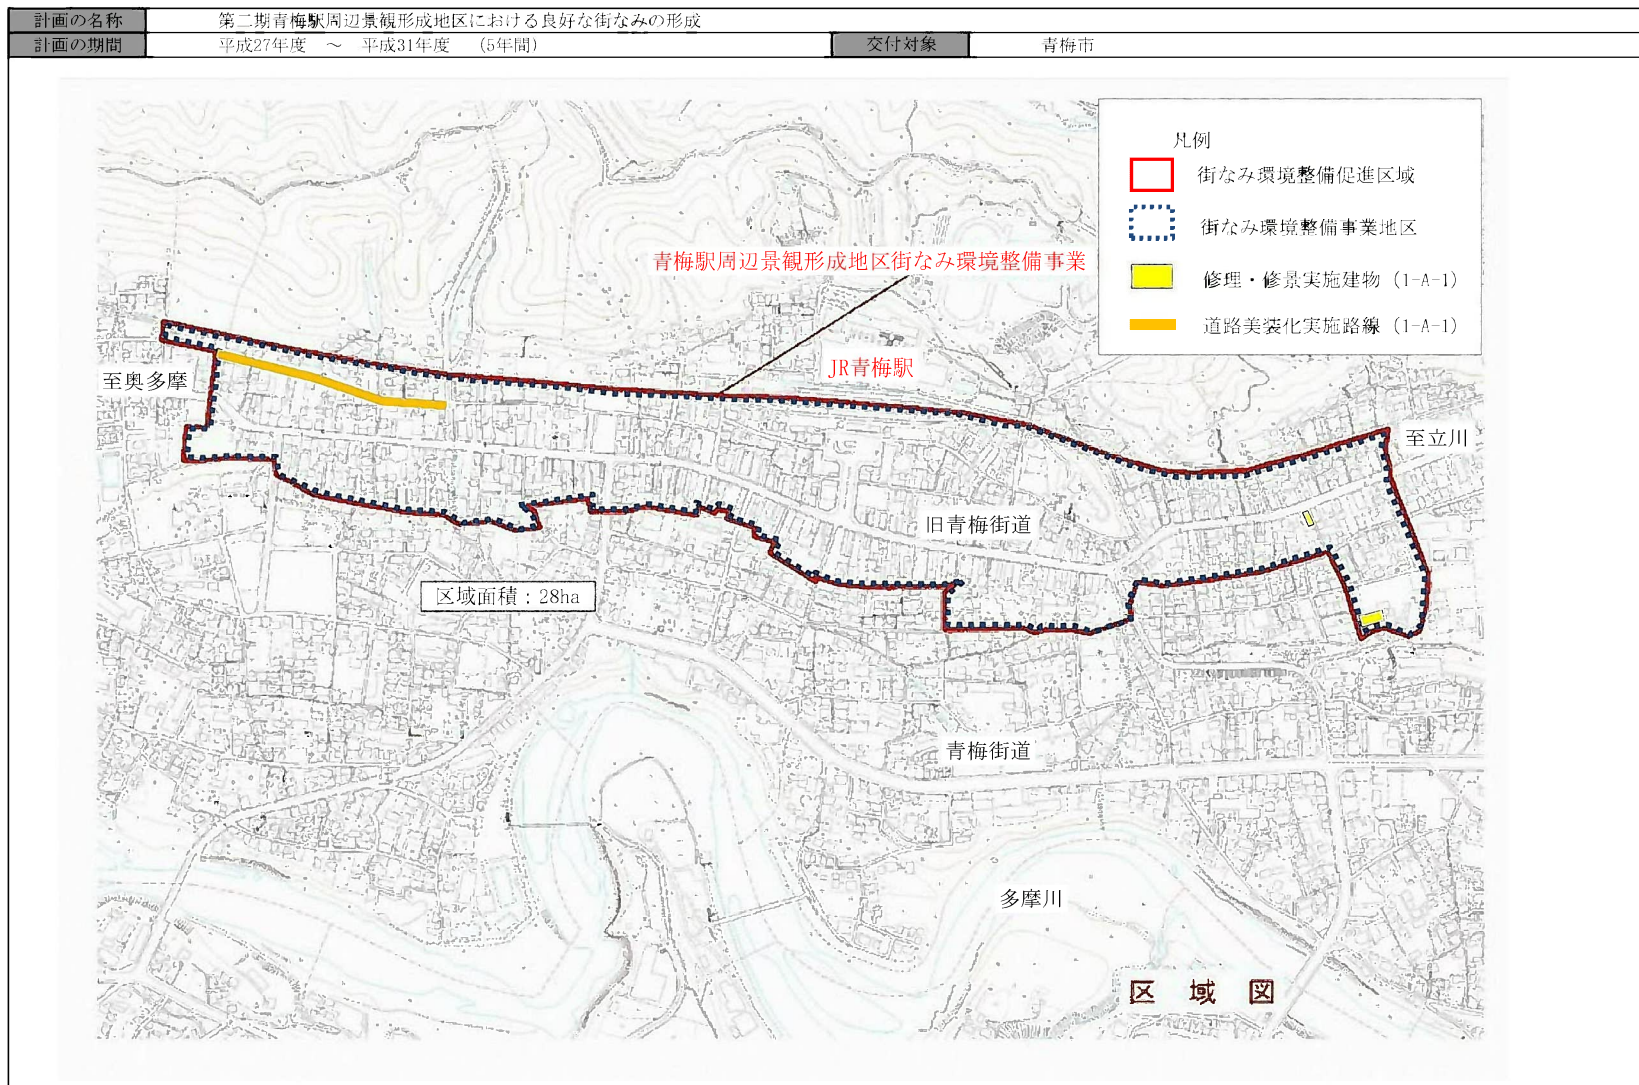 計画の名称 第二期青梅駅周辺景観形成地区における良好な街なみの形成
計画の期間 平成27年度 ～ 平成31年度 (5年間) 交付対象 青梅市
凡例
街なみ環境整備促進区域
街なみ環境整備事業地区
修理・修景実施建物 (1-A-1)
道路美装化実施路線 (1-A-1)
青梅駅周辺景観形成地区街なみ環境整備事業
JR青梅駅
至奥多摩
至立川
旧青梅街道
区域面積：28ha
青梅街道
多摩川
区 域 図